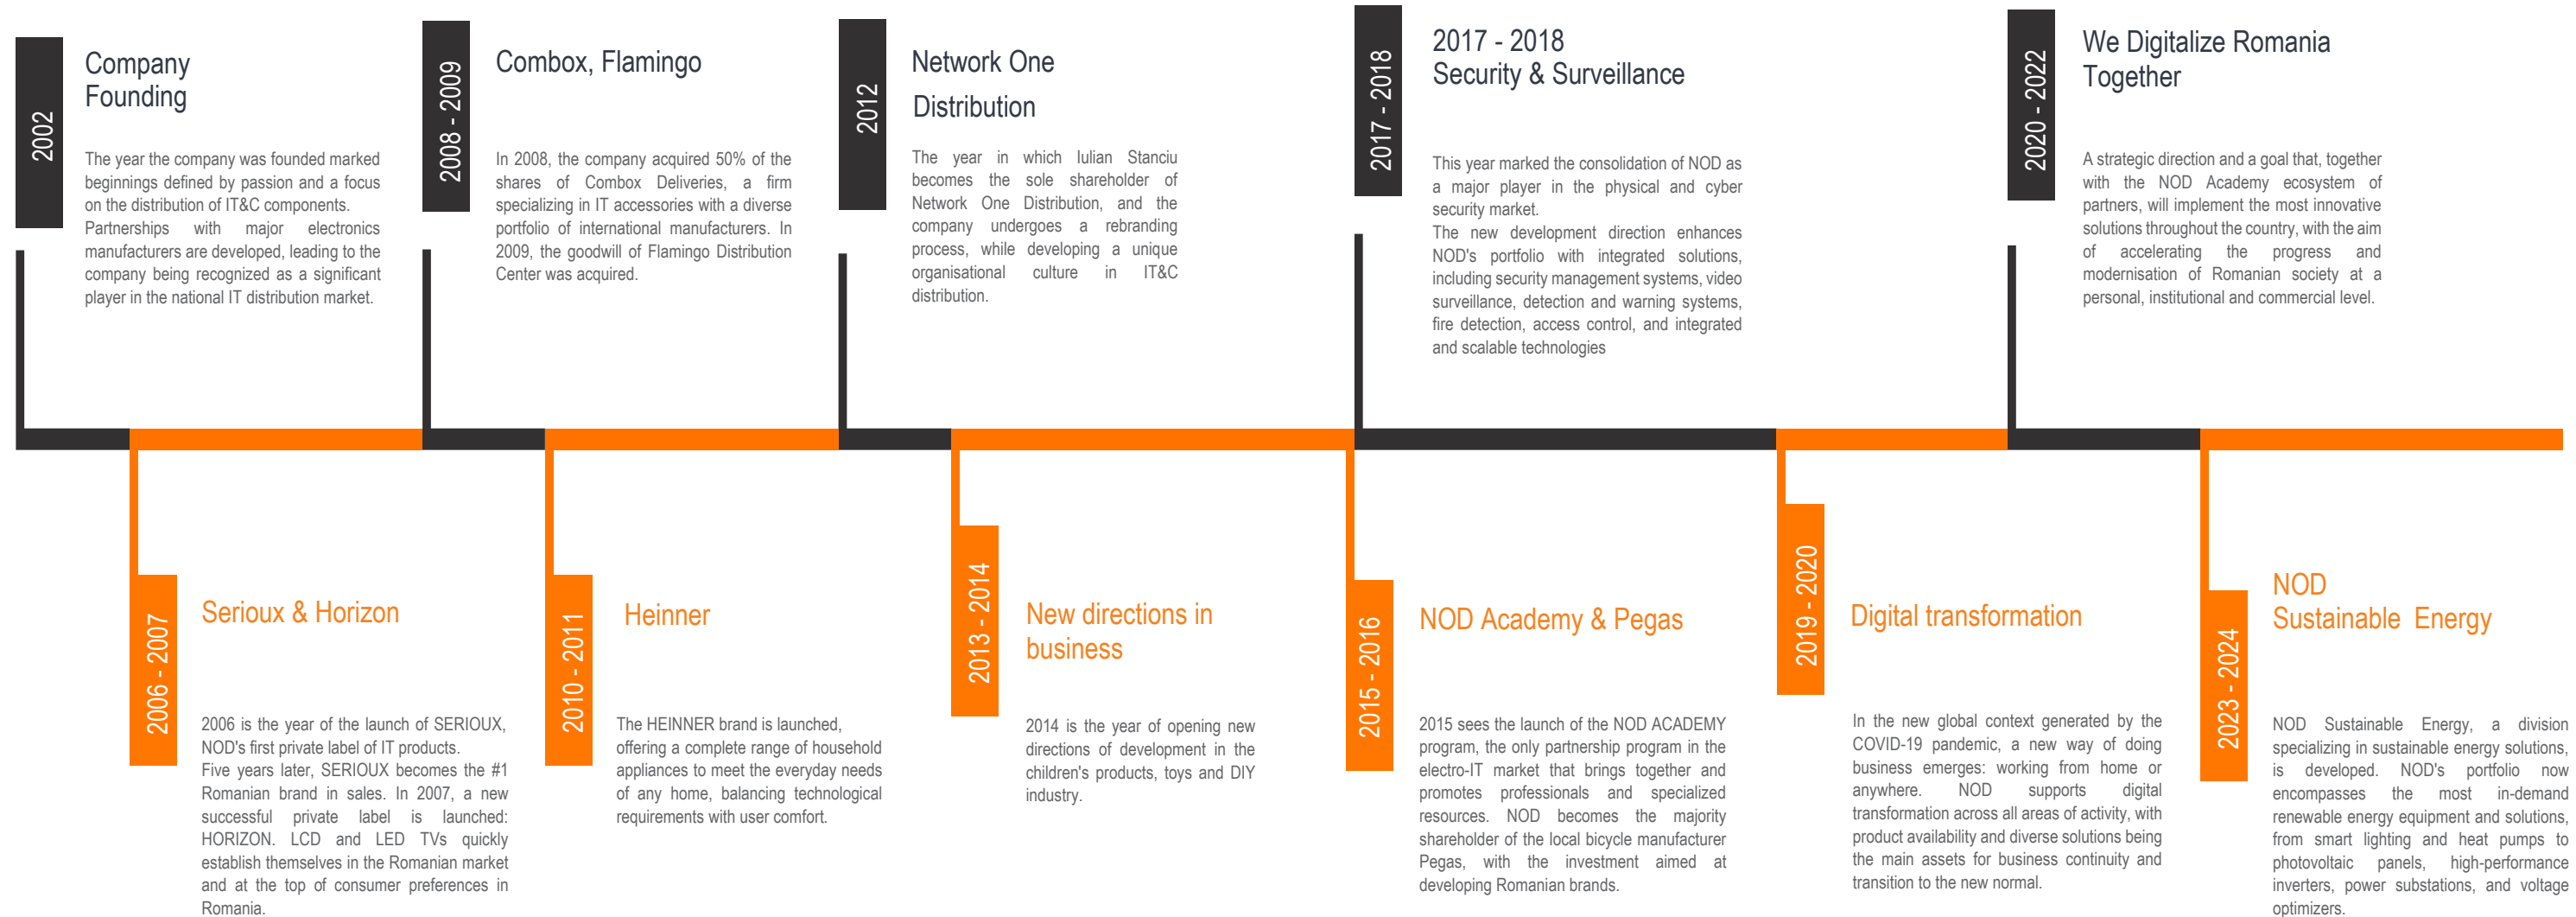 2002
Company
Founding
The year the company was founded marked
beginnings defined by passion and a focus
on the distribution of IT&C components.
Partnerships with major electronics
manufacturers are developed, leading to the
company being recognized as a significant
player in the national IT distribution market.
2008 - 2009
Combox, Flamingo
In 2008, the company acquired 50% of the
shares of Combox Deliveries, a firm
specializing in IT accessories with a diverse
portfolio of international manufacturers. In
2009, the goodwill of Flamingo Distribution
Center was acquired.
2012
Network One
Distribution
The year in which Iulian Stanciu
becomes the sole shareholder of
Network One Distribution, and the
company undergoes a rebranding
process, while developing a unique
organisational culture in IT&C
distribution.
2017 - 2018
2017 - 2018
Security & Surveillance
This year marked the consolidation of NOD as
a major player in the physical and cyber
security market.
The new development direction enhances
NOD's portfolio with integrated solutions,
including security management systems, video
surveillance, detection and warning systems,
fire detection, access control, and integrated
and scalable technologies
2020 - 2022
We Digitalize Romania
Together
A strategic direction and a goal that, together
with the NOD Academy ecosystem of
partners, will implement the most innovative
solutions throughout the country, with the aim
of accelerating the progress and
modernisation of Romanian society at a
personal, institutional and commercial level.
2006 - 2007
Serioux & Horizon
2006 is the year of the launch of SERIOUX,
NOD's first private label of IT products.
Five years later, SERIOUX becomes the #1
Romanian brand in sales. In 2007, a new
successful private label is launched:
HORIZON. LCD and LED TVs quickly
establish themselves in the Romanian market
and at the top of consumer preferences in
Romania.
2010 - 2011
Heinner
The HEINNER brand is launched,
offering a complete range of household
appliances to meet the everyday needs
of any home, balancing technological
requirements with user comfort.
2013 - 2014
New directions in
business
2014 is the year of opening new
directions of development in the
children's products, toys and DIY
industry.
2015 - 2016
NOD Academy & Pegas
2015 sees the launch of the NOD ACADEMY
program, the only partnership program in the
electro-IT market that brings together and
promotes professionals and specialized
resources. NOD becomes the majority
shareholder of the local bicycle manufacturer
Pegas, with the investment aimed at
developing Romanian brands.
2019 - 2020
Digital transformation
In the new global context generated by the
COVID-19 pandemic, a new way of doing
business emerges: working from home or
anywhere. NOD supports digital
transformation across all areas of activity, with
product availability and diverse solutions being
the main assets for business continuity and
transition to the new normal.
2023 - 2024
NOD
Sustainable Energy
NOD Sustainable Energy, a division
specializing in sustainable energy solutions,
is developed. NOD's portfolio now
encompasses the most in-demand
renewable energy equipment and solutions,
from smart lighting and heat pumps to
photovoltaic panels, high-performance
inverters, power substations, and voltage
optimizers.